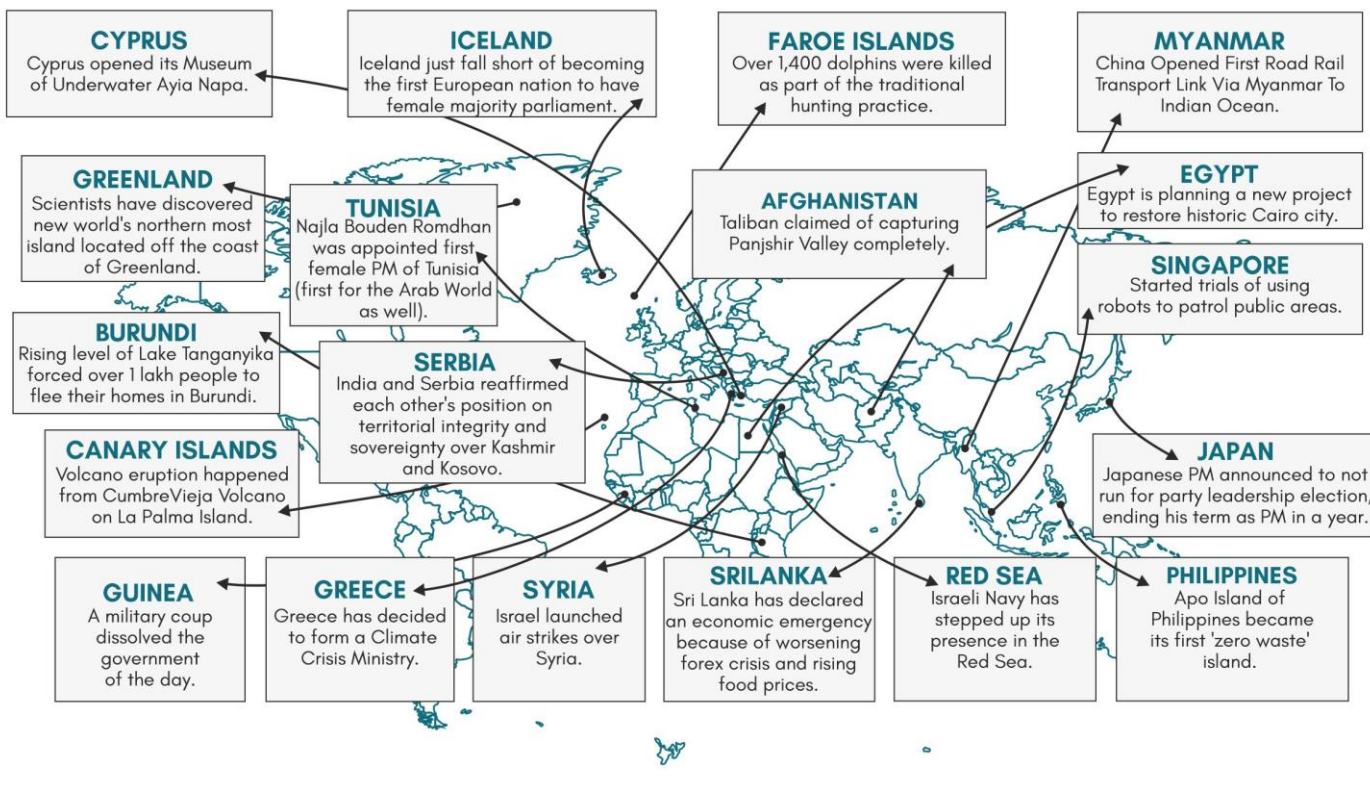 CYPRUS
Cyprus opened its Museum
of Underwater Ayia Napa.
ICELAND
Iceland just fall short of becoming
the first European nation to have
female majority parliament.
FAROE ISLANDS
Over 1,400 dolphins were killed
as part of the traditional
hunting practice.
MYANMAR
China Opened First Road Rail
Transport Link Via Myanmar To
Indian Ocean.
GREENLAND
Scientists have discovered
new world's northern most
island located off the coast
of Greenland.
TUNISIA
Najla Bouden Romdhan
was appointed first
female PM of Tunisia
(first for the Arab World
as well).
AFGHANISTAN
Taliban claimed of capturing
Panjshir Valley completely.
EGYPT
Egypt is planning a new project
to restore historic Cairo city.
SINGAPORE
Started trials of using
robots to patrol public areas.
BURUNDI
Rising level of Lake Tanganyika
forced over 1 lakh people to
flee their homes in Burundi.
SERBIA
India and Serbia reaffirmed
each other's position on
territorial integrity and
sovereignty over Kashmir
and Kosovo.
CANARY ISLANDS
Volcano eruption happened
from CumbreVieja Volcano
on La Palma Island.
JAPAN
Japanese PM announced to not
run for party leadership election,
ending his term as PM in a year.
GUINEA
A military coup
dissolved the
government
of the day.
GREECE
Greece has decided
to form a Climate
Crisis Ministry.
SYRIA
Israel launched
air strikes over
Syria.
SRILANKA
Sri Lanka has declared
an economic emergency
because of worsening
forex crisis and rising
food prices.
RED SEA
Israeli Navy has
stepped up its
presence in the
Red Sea.
PHILIPPINES
Apo Island of
Philippines became
its first 'zero waste'
island.